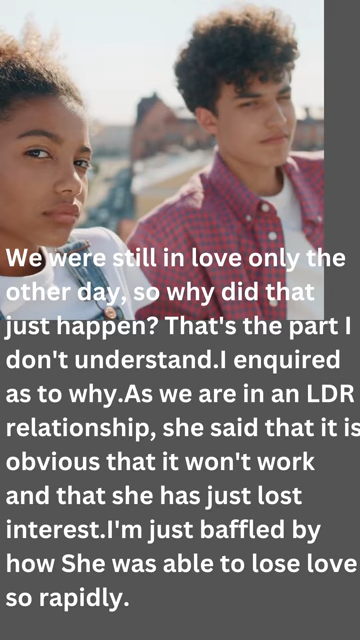 We were still in love only the
other day, so why did that
just happen? That's the part I
don't understand.I enquired
as to why.As we are in an LDR
relationship, she said that it is
obvious that it won't work
and that she has just lost
interest.I'm just baffled by
how She was able to lose love
so rapidly.